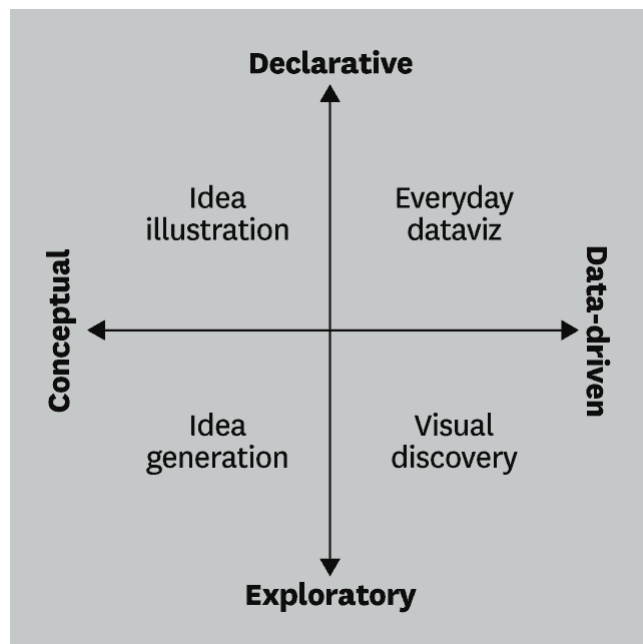 Declarative
Idea
illustration
Everyday
dataviz
Conceptual
Data-driven
Idea
generation
Visual
discovery
Exploratory